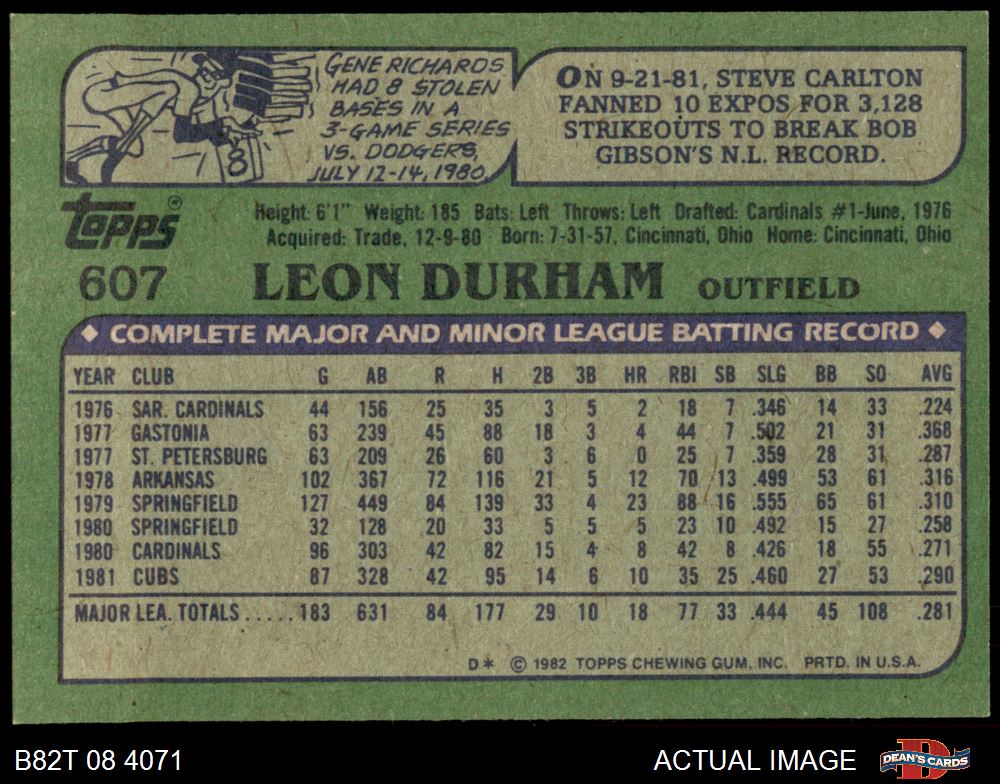 GENE RICHARDS
HAD 8 STOLEN
BASES IN A
3-GAME SERIES
VS. DODGERS,
JULY 12-14, 1980
8
ON 9-21-81, STEVE CARLTON
FANNED 10 EXPOS FOR 3,128
STRIKEOUTS TO BREAK BOB
GIBSON'S N.L. RECORD.
Topps®
Height: 6'1" Weight: 185 Bats: Left Throws: Left Drafted: Cardinals #1-June, 1976
Acquired: Trade, 12-9-80 Born: 7-31-57, Cincinnati, Ohio Home: Cincinnati, Ohio
607 LEON DURHAM OUTFIELD
◆ COMPLETE MAJOR AND MINOR LEAGUE BATTING RECORD ◆
YEAR CLUB G AB R H 2B 3B HR RBI SB SLG BB SO AVG
1976 SAR. CARDINALS 44 156 25 35 3 5 2 18 7 .346 14 33 .224
1977 GASTONIA 63 239 45 88 18 3 4 44 7 .502 21 31 .368
1977 ST. PETERSBURG 63 209 26 60 3 6 0 25 7 .359 28 31 .287
1978 ARKANSAS 102 367 72 116 21 5 12 70 13 .499 53 61 .316
1979 SPRINGFIELD 127 449 84 139 33 4 23 88 16 .555 65 61 .310
1980 SPRINGFIELD 32 128 20 33 5 5 5 23 10 .492 15 27 .258
1980 CARDINALS 96 303 42 82 15 4 8 42 8 .426 18 55 .271
1981 CUBS 87 328 42 95 14 6 10 35 25 .460 27 53 .290
MAJOR LEA. TOTALS ..... 183 631 84 177 29 10 18 77 33 .444 45 108 .281
D* © 1982 TOPPS CHEWING GUM, INC. PRTD. IN U.S.A.
B82T 08 4071 ACTUAL IMAGE
D
DEAN'S CARDS